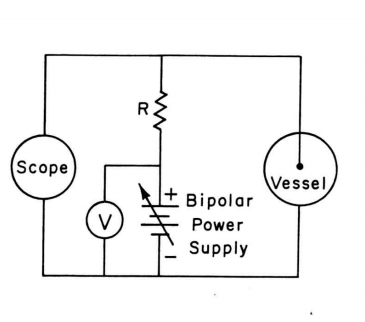 R
Scope
Vessel
V
+
Bipolar
Power
Supply
−